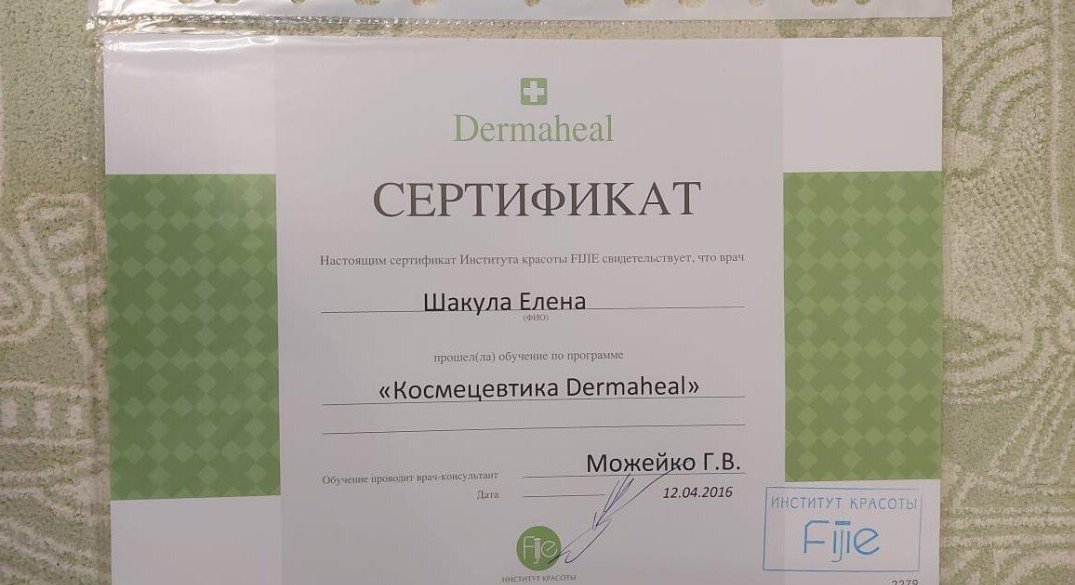 Dermaheal
СЕРТИФИКАТ
Настоящим сертификат Института красоты FIJIE свидетельствует, что врач
Шакула Елена
(ФИО)
прошел(ла) обучение по программе
«Космецевтика Dermaheal»
Обучение проводит врач-консультант
Можейко Г.В.
Дата
12.04.2016
Fijie
ИНСТИТУТ КРАСОТЫ
ИНСТИТУТ КРАСОТЫ
Fijie